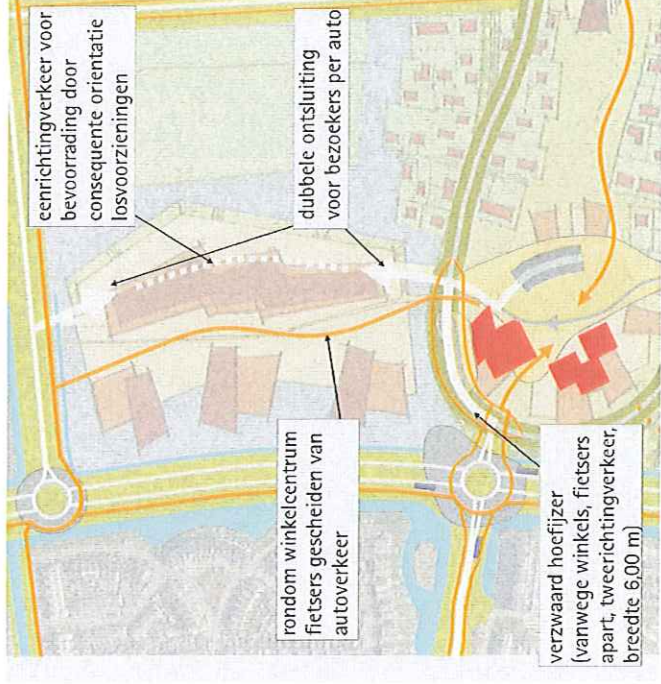 eenrichtingverkeer voor
bevoorrading door
consequente orientatie
losvoorzieningen
dubbele ontsluiting
voor bezoekers per auto
rondom winkelcentrum
fietsers gescheiden van
autoverkeer
verzwaard hoefijzer
(vanwege winkels, fietsers
apart, tweerichtingverkeer,
breedte 6,00 m)